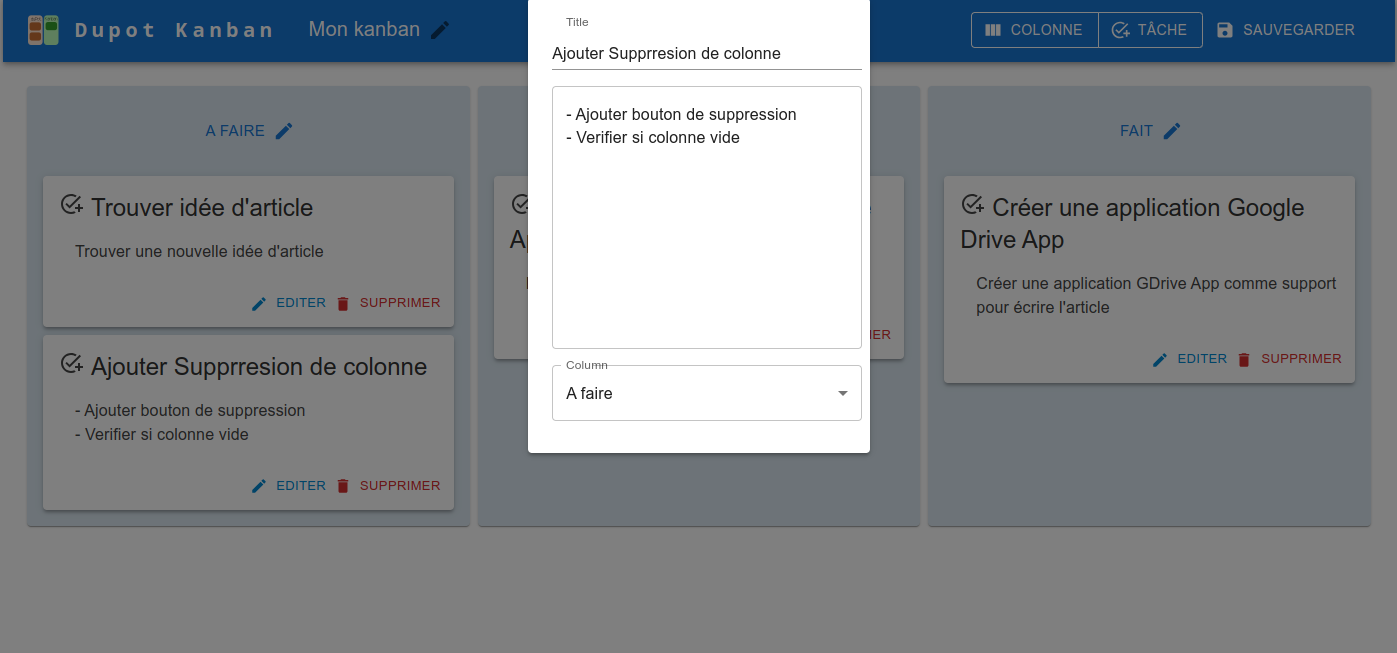 Dupot Kanban
Mon kanban
COLONNE
TÂCHE
SAUVEGARDER
Title
Ajouter Supprresion de colonne
- Ajouter bouton de suppression
- Verifier si colonne vide
Column
A faire
A FAIRE
Trouver idée d'article
Trouver une nouvelle idée d'article
EDITER
SUPPRIMER
Ajouter Supprresion de colonne
- Ajouter bouton de suppression
- Verifier si colonne vide
EDITER
SUPPRIMER
FAIT
Créer une application Google
Drive App
Créer une application GDrive App comme support
pour écrire l'article
EDITER
SUPPRIMER